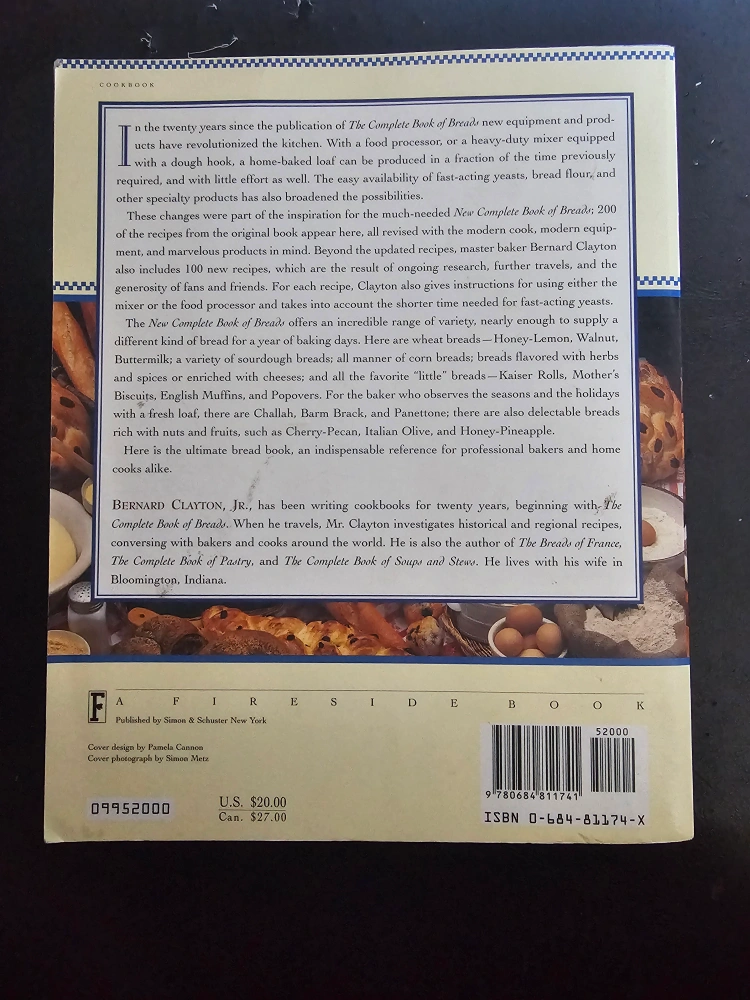 COOKBOOK
In the twenty years since the publication of The Complete Book of Breads new equipment and prod-
ucts have revolutionized the kitchen. With a food processor, or a heavy-duty mixer equipped
with a dough hook, a home-baked loaf can be produced in a fraction of the time previously
required, and with little effort as well. The easy availability of fast-acting yeasts, bread flour, and
other specialty products has also broadened the possibilities.
These changes were part of the inspiration for the much-needed New Complete Book of Breads; 200
of the recipes from the original book appear here, all revised with the modern cook, modern equip-
ment, and marvelous products in mind. Beyond the updated recipes, master baker Bernard Clayton
also includes 100 new recipes, which are the result of ongoing research, further travels, and the
generosity of fans and friends. For each recipe, Clayton also gives instructions for using either the
mixer or the food processor and takes into account the shorter time needed for fast-acting yeasts.
The New Complete Book of Breads offers an incredible range of variety, nearly enough to supply a
different kind of bread for a year of baking days. Here are wheat breads—Honey-Lemon, Walnut,
Buttermilk; a variety of sourdough breads; all manner of corn breads; breads flavored with herbs
and spices or enriched with cheeses; and all the favorite "little" breads—Kaiser Rolls, Mother's
Biscuits, English Muffins, and Popovers. For the baker who observes the seasons and the holidays
with a fresh loaf, there are Challah, Barm Brack, and Panettone; there are also delectable breads
rich with nuts and fruits, such as Cherry-Pecan, Italian Olive, and Honey-Pineapple.
Here is the ultimate bread book, an indispensable reference for professional bakers and home
cooks alike.
BERNARD CLAYTON, JR., has been writing cookbooks for twenty years, beginning with The
Complete Book of Breads. When he travels, Mr. Clayton investigates historical and regional recipes,
conversing with bakers and cooks around the world. He is also the author of The Breads of France,
The Complete Book of Pastry, and The Complete Book of Soups and Stews. He lives with his wife in
Bloomington, Indiana.
F A FIRESIDE BOOK
Published by Simon & Schuster New York
Cover design by Pamela Cannon
Cover photograph by Simon Metz
09952000
U.S. $20.00
Can. $27.00
52000
9 780684 811741
ISBN 0-684-81174-X